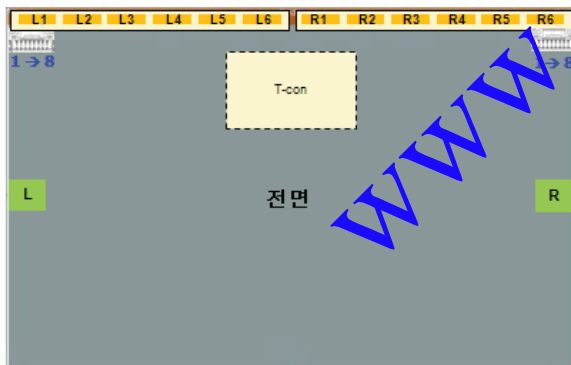 L1 L2 L3 L4 L5 L6 R1 R2 R3 R4 R5 R6
1→8 1→8
T-con
L 전면 R
WWW